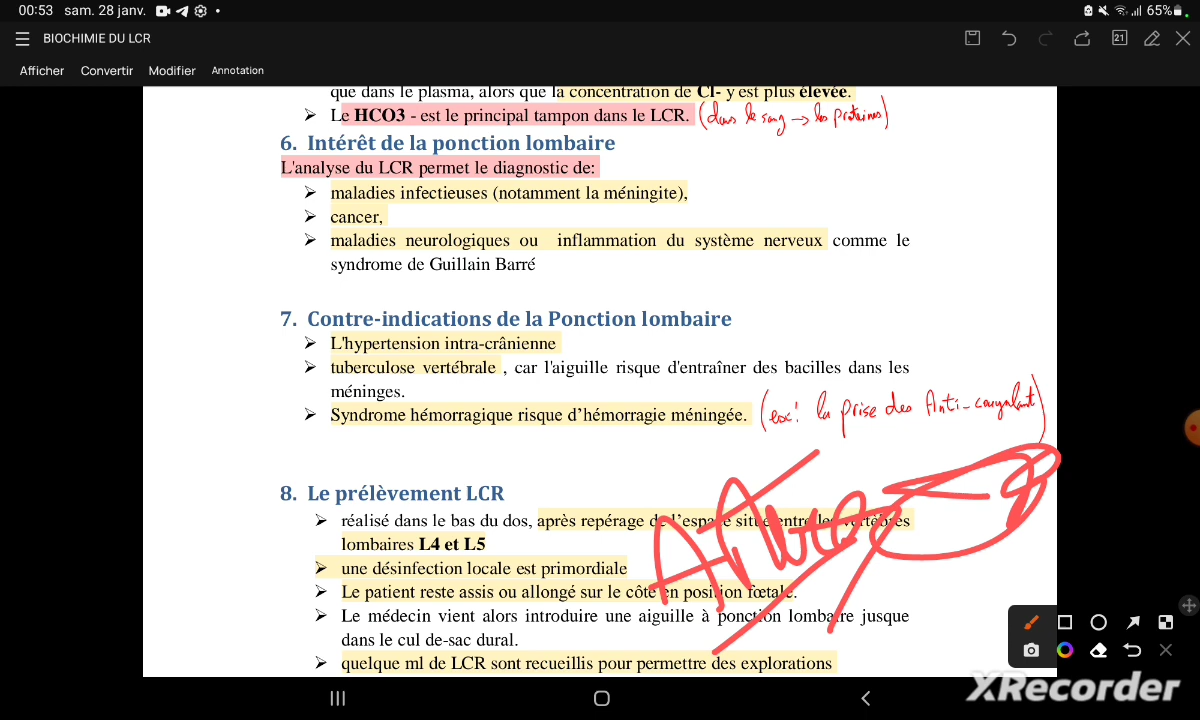 00:53 sam. 28 janv.
65%
BIOCHIMIE DU LCR
21
Afficher Convertir Modifier Annotation
que dans le plasma, alors que la concentration de Cl- y est plus élevée.
➢ Le HCO3 - est le principal tampon dans le LCR. (dans le sang → les protéines)
6. Intérêt de la ponction lombaire
L'analyse du LCR permet le diagnostic de:
➢ maladies infectieuses (notamment la méningite),
➢ cancer,
➢ maladies neurologiques ou inflammation du système nerveux comme le
syndrome de Guillain Barré
7. Contre-indications de la Ponction lombaire
➢ L'hypertension intra-crânienne
➢ tuberculose vertébrale , car l'aiguille risque d'entraîner des bacilles dans les
méninges.
➢ Syndrome hémorragique risque d’hémorragie méningée. (ex: la prise des Anti-coagulant)
8. Le prélèvement LCR
➢ réalisé dans le bas du dos, après repérage de l’espace situé entre les vertèbres
lombaires L4 et L5
➢ une désinfection locale est primordiale
➢ Le patient reste assis ou allongé sur le côté en position fœtale.
➢ Le médecin vient alors introduire une aiguille à ponction lombaire jusque
dans le cul de-sac dural.
➢ quelque ml de LCR sont recueillis pour permettre des explorations
XRecorder